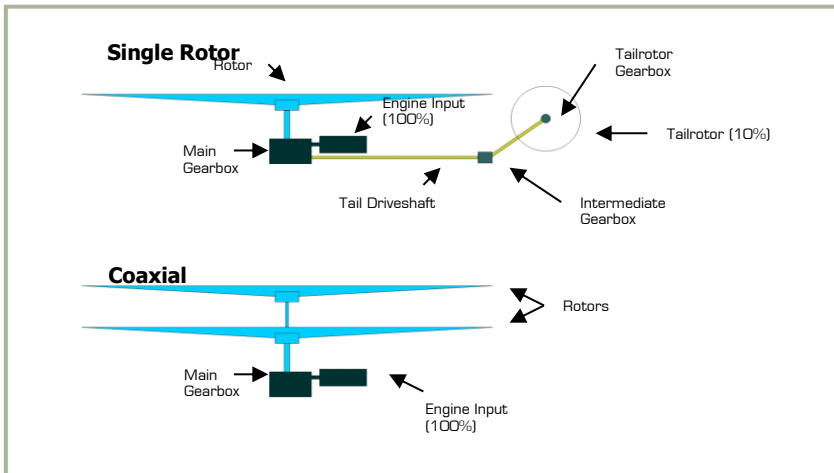 Single Rotor
Rotor
Tailrotor
Gearbox
Engine Input
(100%)
Tailrotor (10%)
Main
Gearbox
Tail Driveshaft
Intermediate
Gearbox
Coaxial
Rotors
Main
Gearbox
Engine Input
(100%)